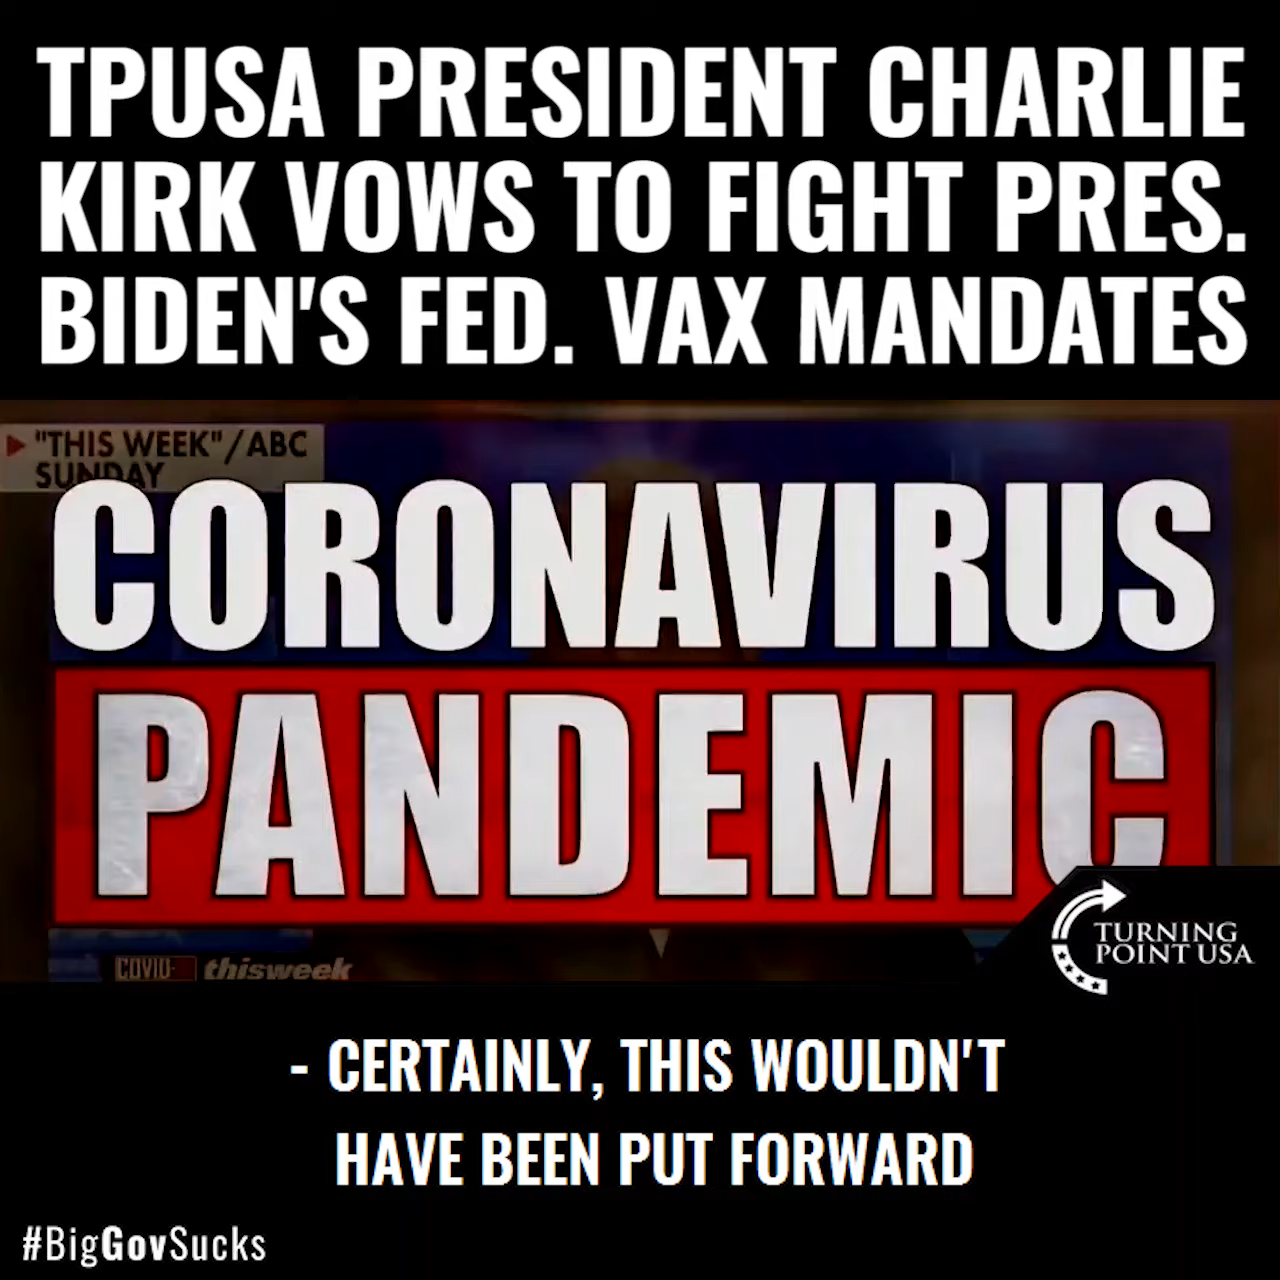 TPUSA PRESIDENT CHARLIE
KIRK VOWS TO FIGHT PRES.
BIDEN'S FED. VAX MANDATES
"THIS WEEK"/ABC
SUNDAY
CORONAVIRUS
PANDEMIC
COVID-
thisweek
TURNING
POINT USA
- CERTAINLY, THIS WOULDN'T
HAVE BEEN PUT FORWARD
#BigGovSucks